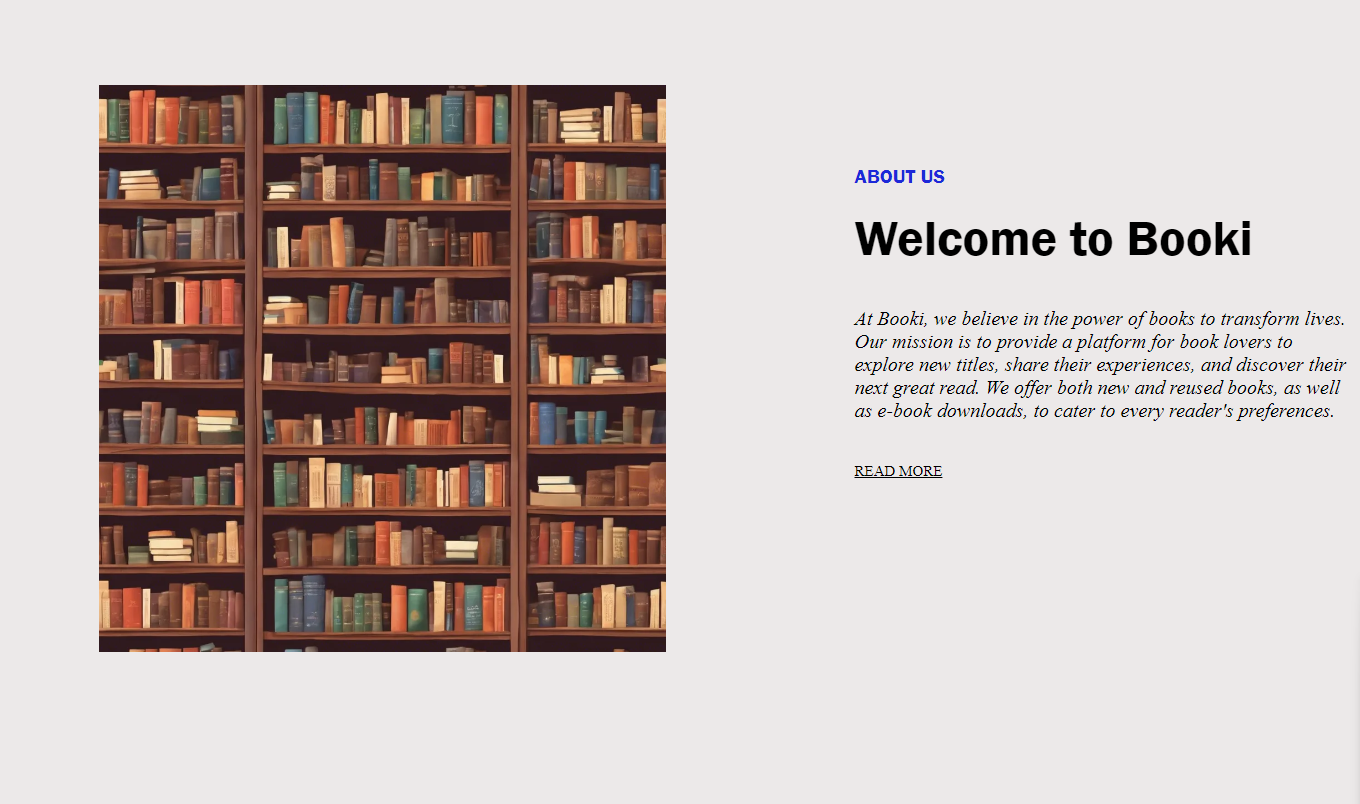 ABOUT US
Welcome to Booki
At Booki, we believe in the power of books to transform lives.
Our mission is to provide a platform for book lovers to
explore new titles, share their experiences, and discover their
next great read. We offer both new and reused books, as well
as e-book downloads, to cater to every reader's preferences.
READ MORE